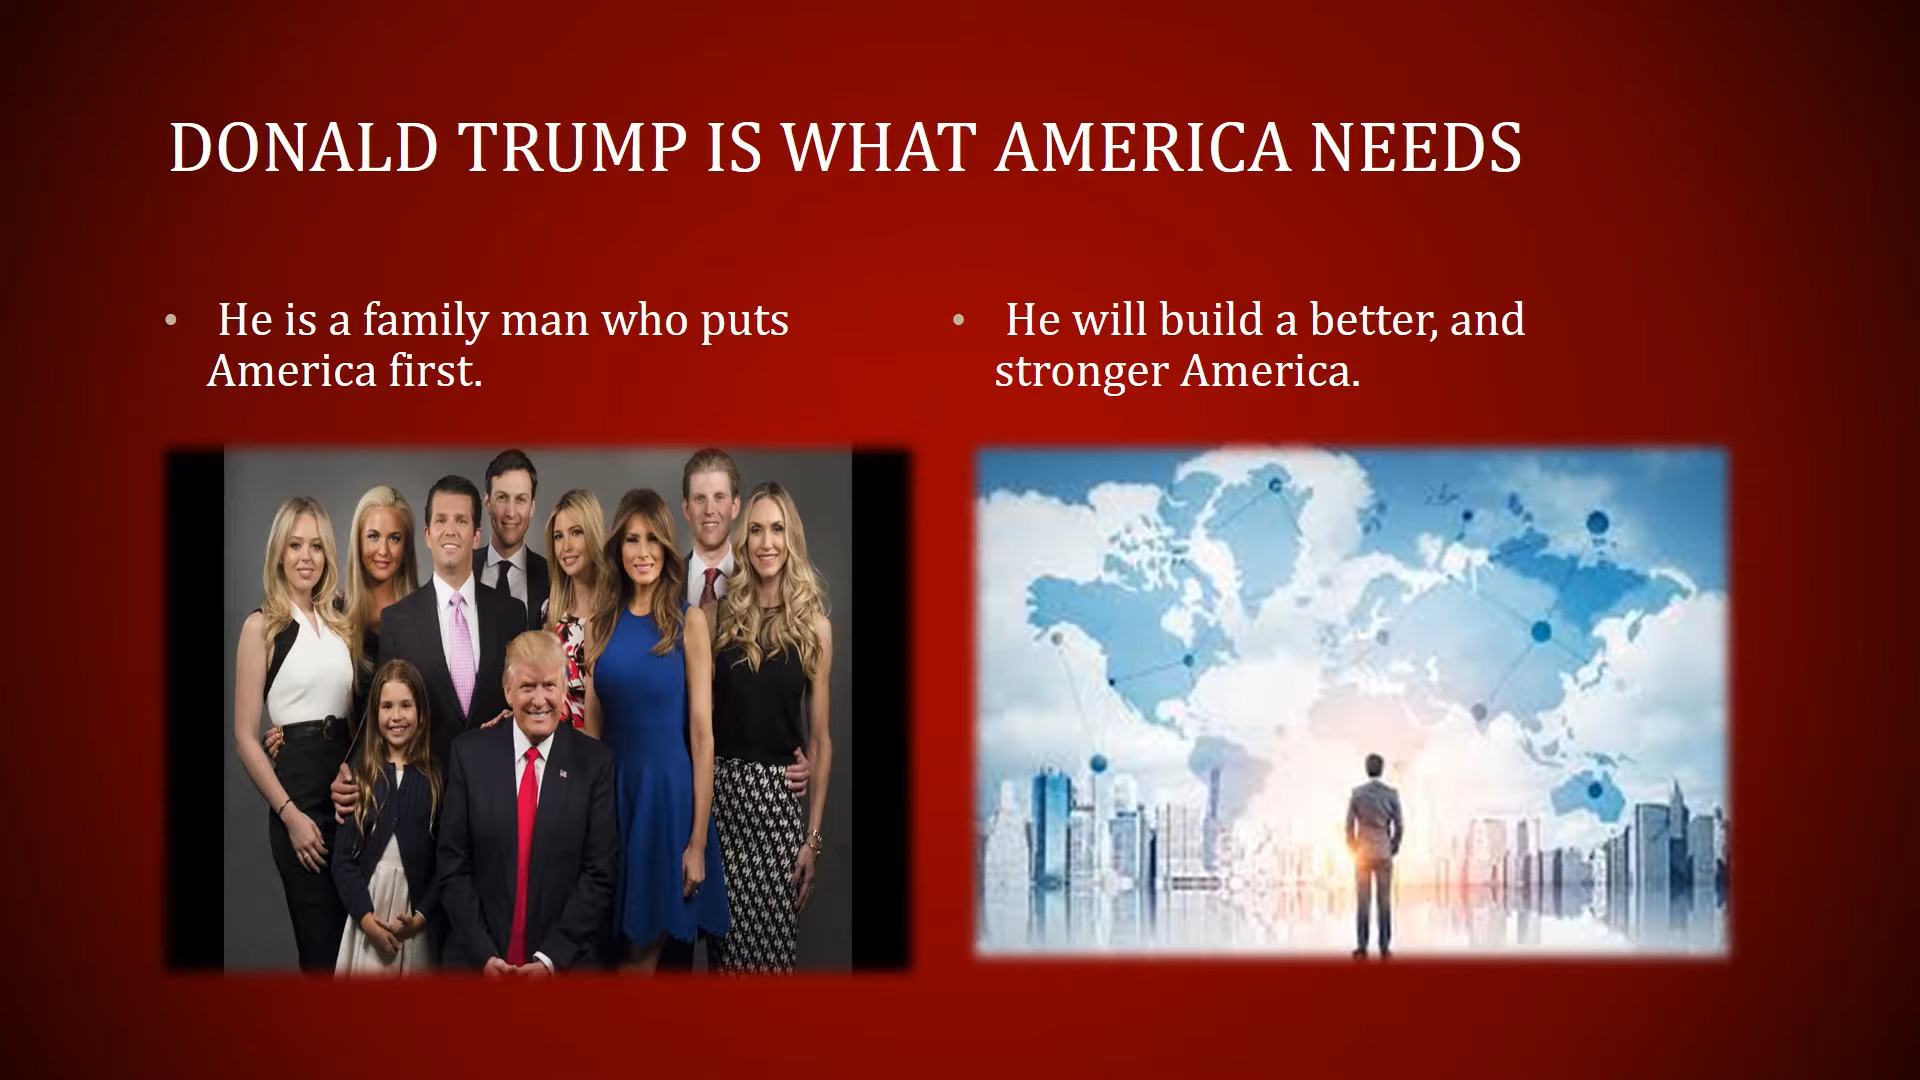 DONALD TRUMP IS WHAT AMERICA NEEDS
• He is a family man who puts
America first.
• He will build a better, and
stronger America.